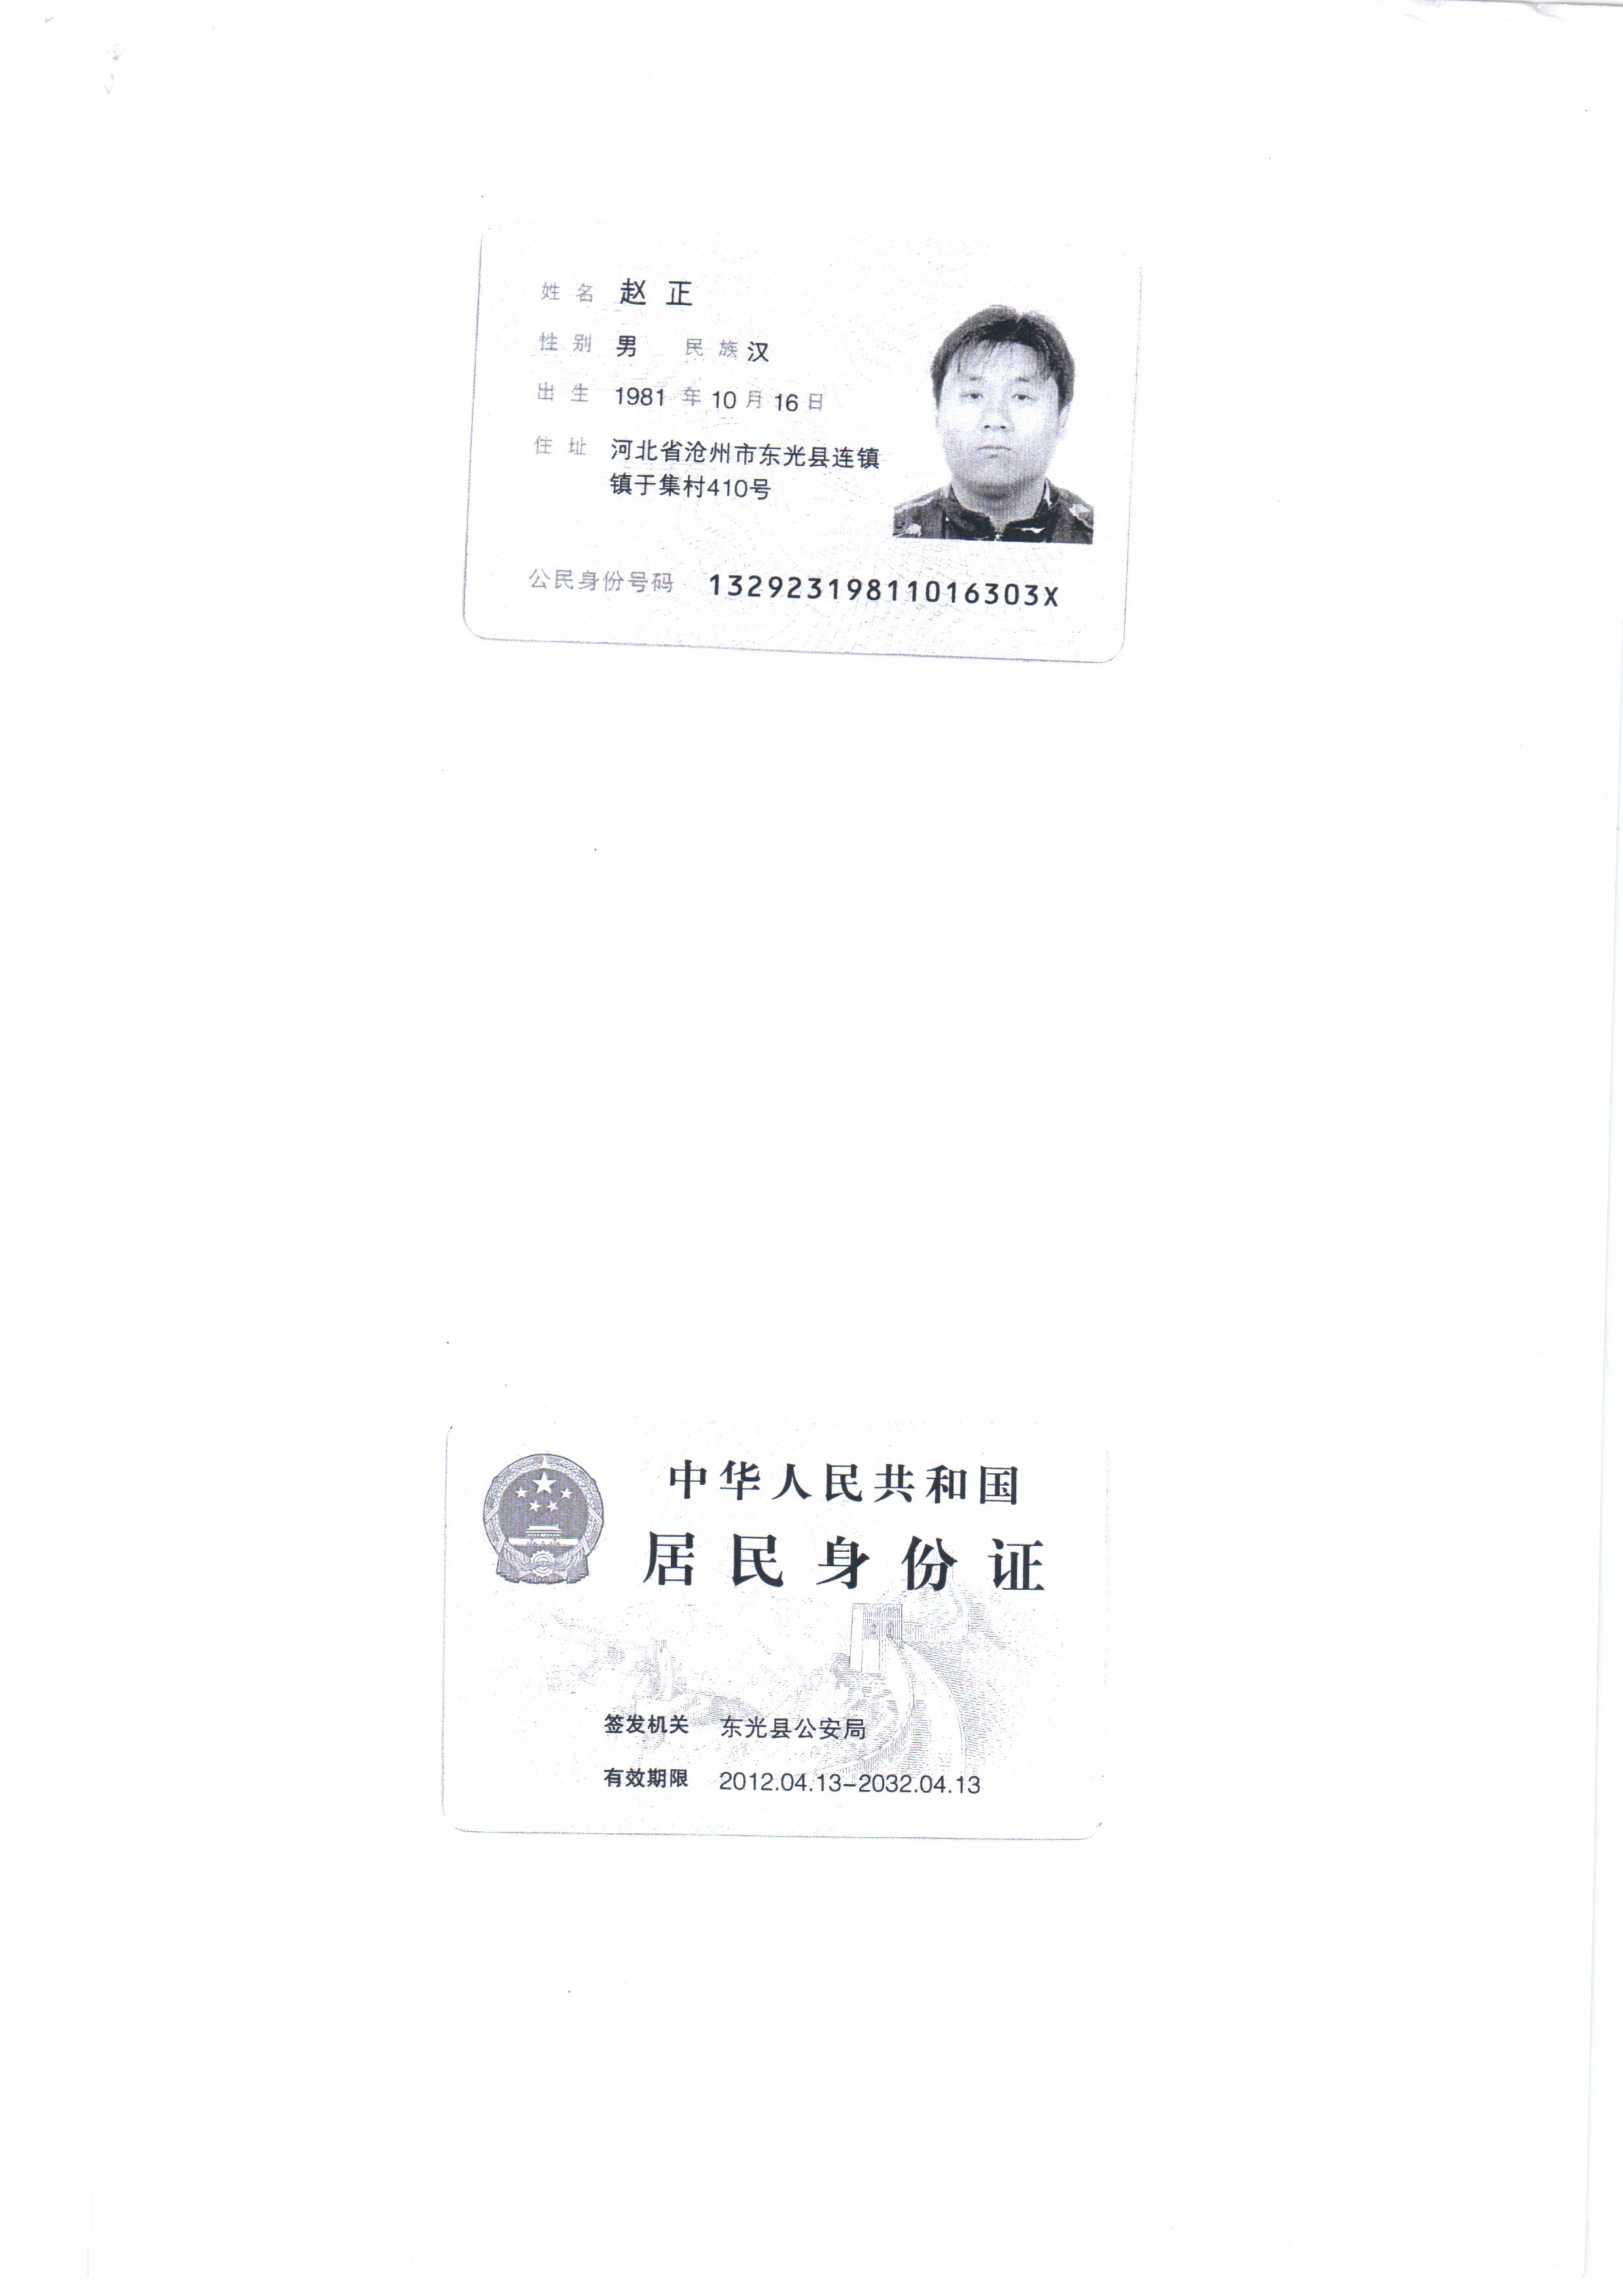 姓名 赵正
性别 男 民族 汉
出生 1981 年 10 月 16 日
住址 河北省沧州市东光县连镇
镇于集村410号
公民身份号码 13292319811016303X
中华人民共和国
居民身份证
签发机关 东光县公安局
有效期限 2012.04.13-2032.04.13